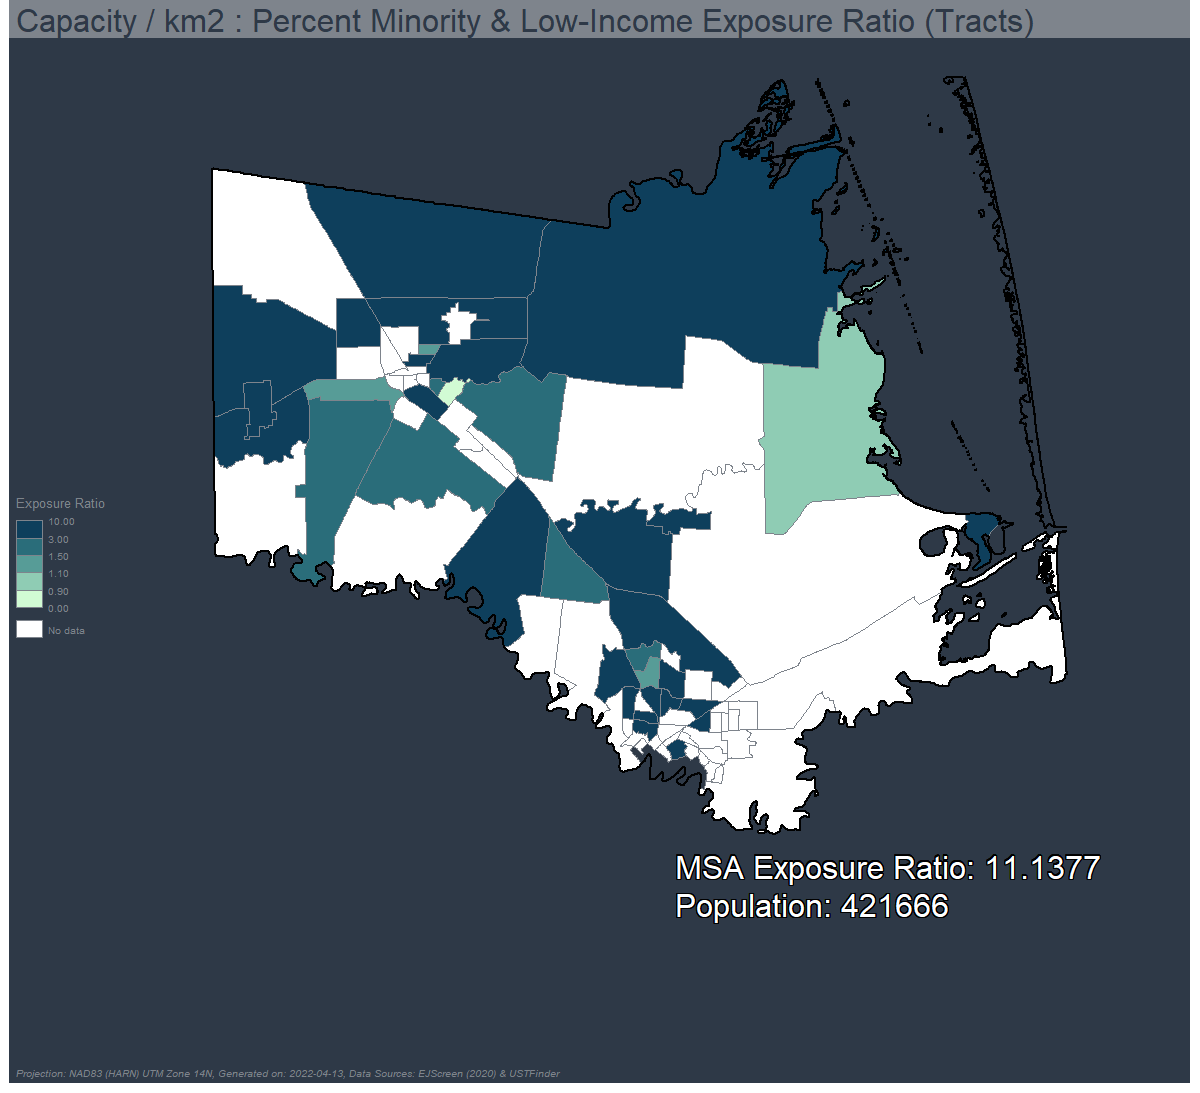 Capacity / km2 : Percent Minority & Low-Income Exposure Ratio (Tracts)
Exposure Ratio
10.00
3.00
1.50
1.10
0.90
0.00
No data
MSA Exposure Ratio: 11.1377
Population: 421666
Projection: NAD83 (HARN) UTM Zone 14N, Generated on: 2022-04-13, Data Sources: EJScreen (2020) & USTFinder